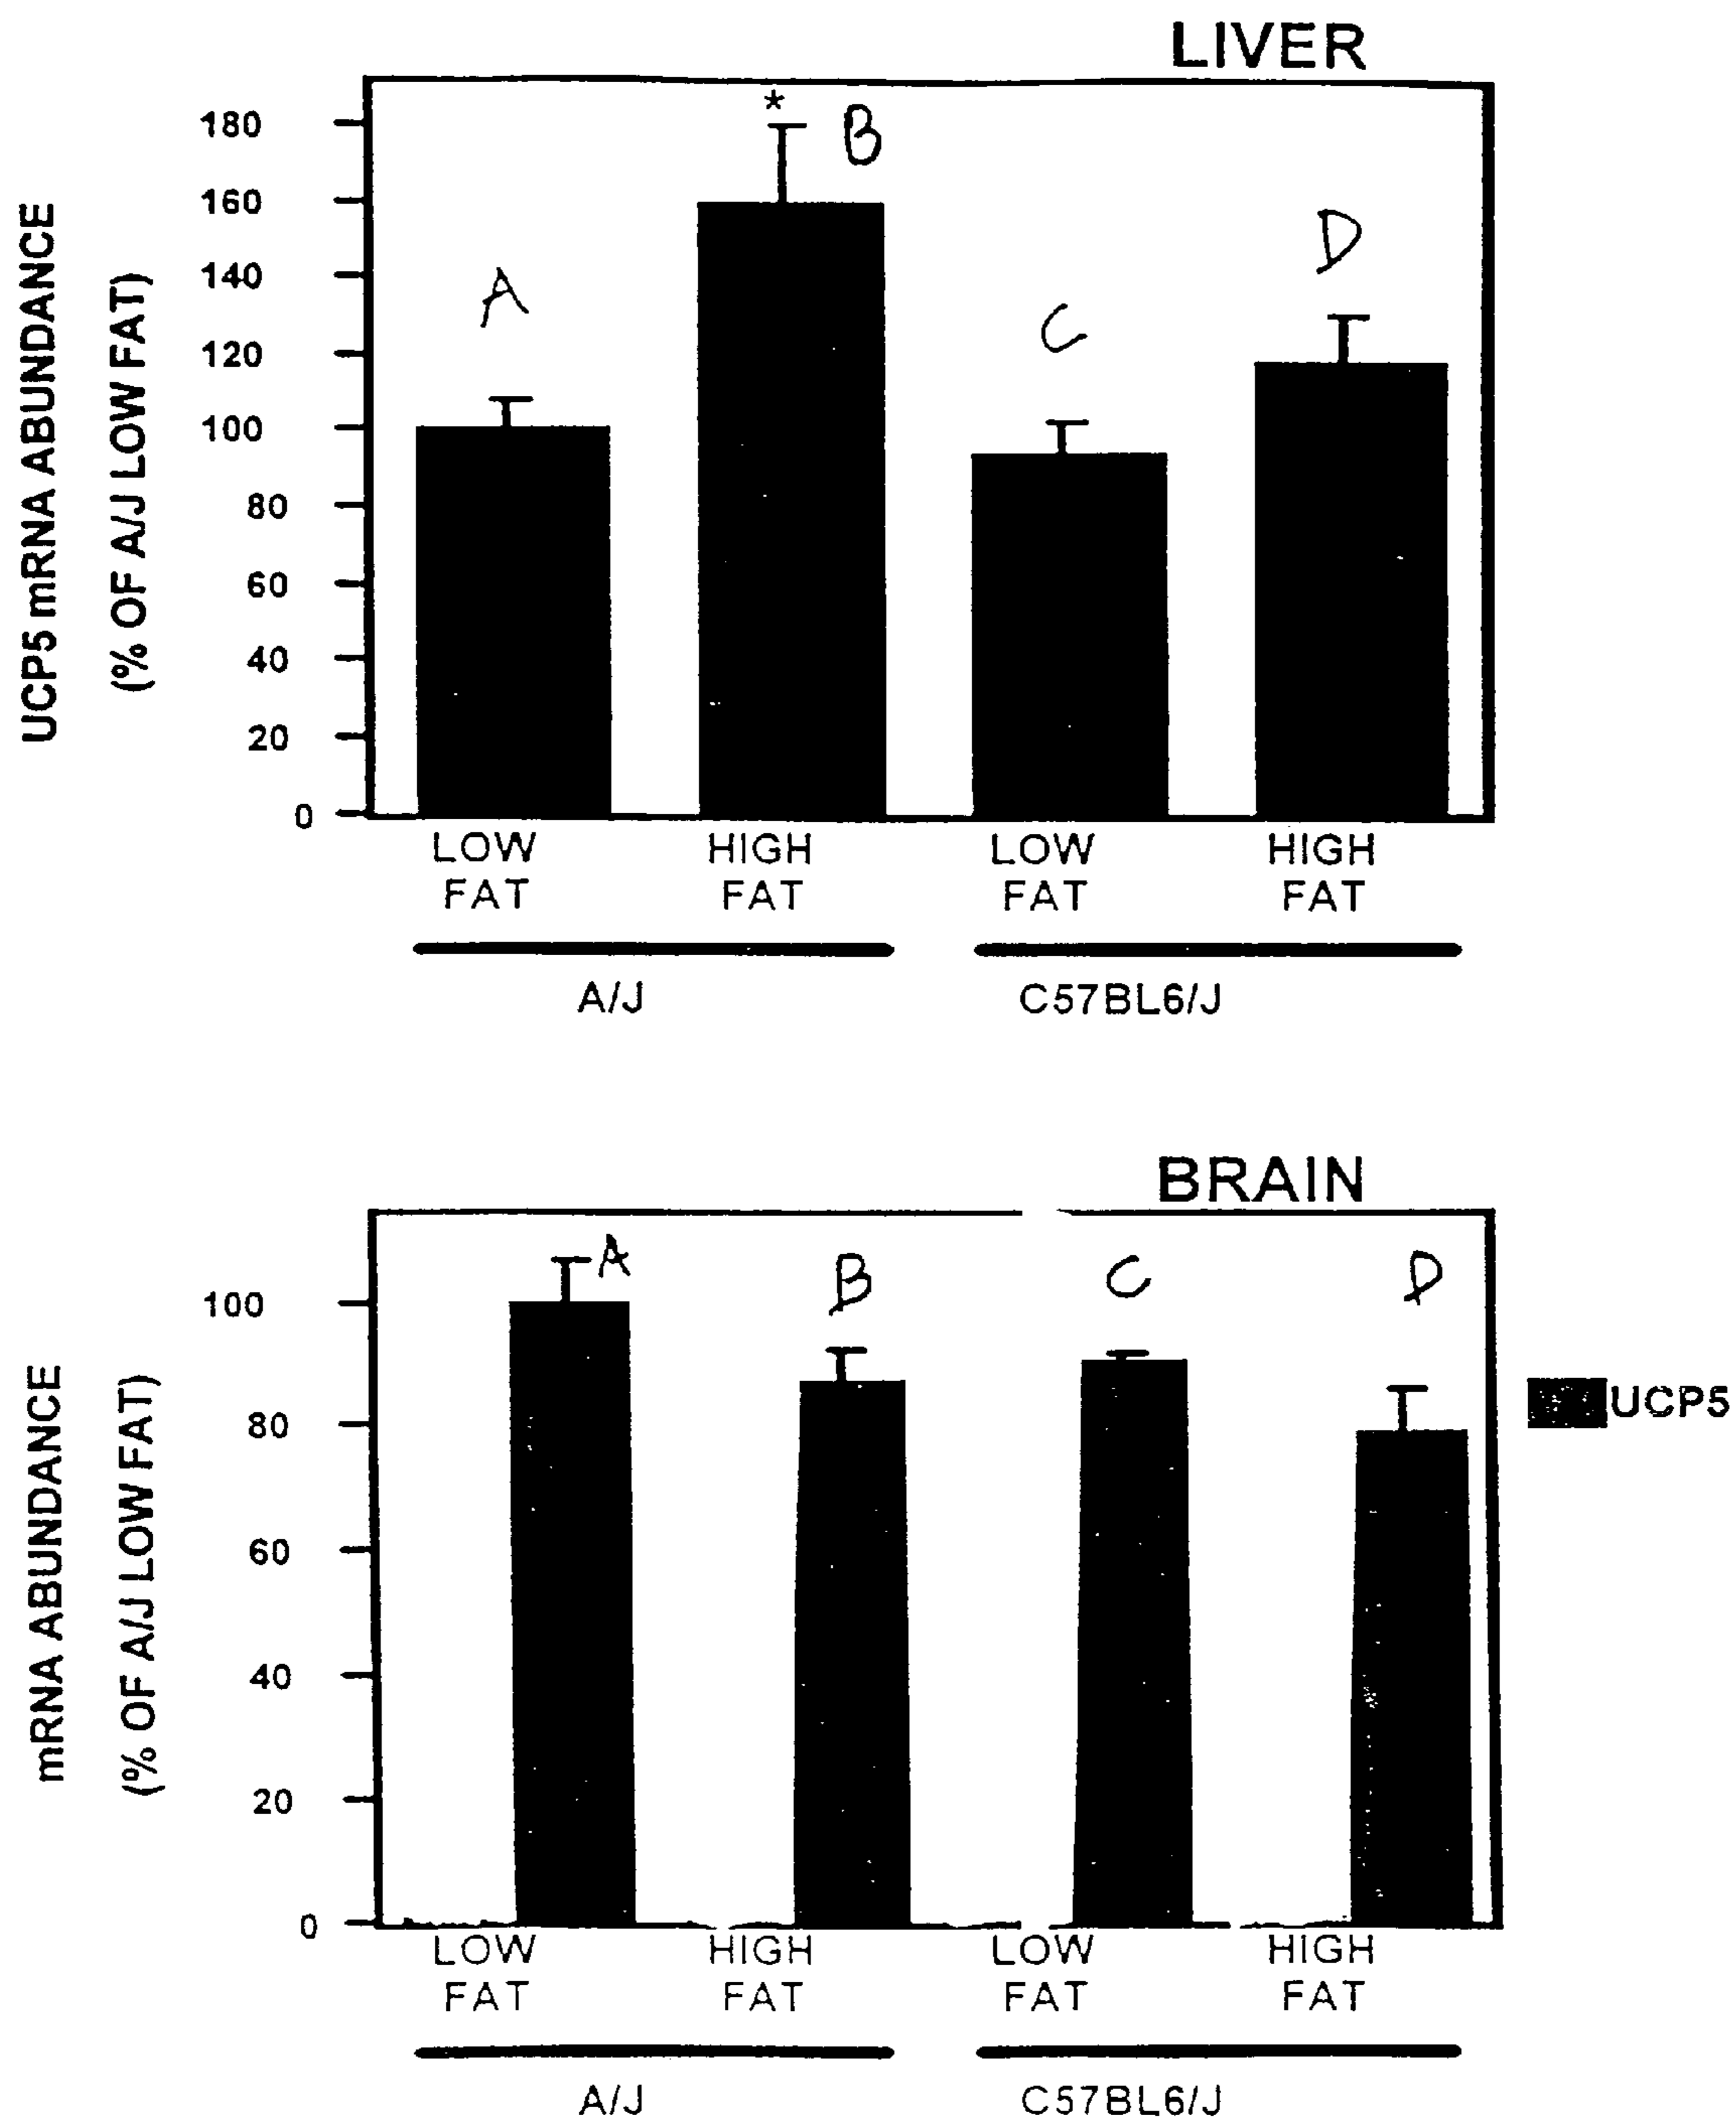 LIVER
UCP5 mRNA ABUNDANCE
(% OF A/J LOW FAT)
180
160
140
120
100
80
60
40
20
0
*
A
B
C
D
LOW FAT
HIGH FAT
LOW FAT
HIGH FAT
A/J
C57BL6/J
BRAIN
mRNA ABUNDANCE
(% OF A/J LOW FAT)
100
80
60
40
20
0
A
B
C
D
UCP5
LOW FAT
HIGH FAT
LOW FAT
HIGH FAT
A/J
C57BL6/J